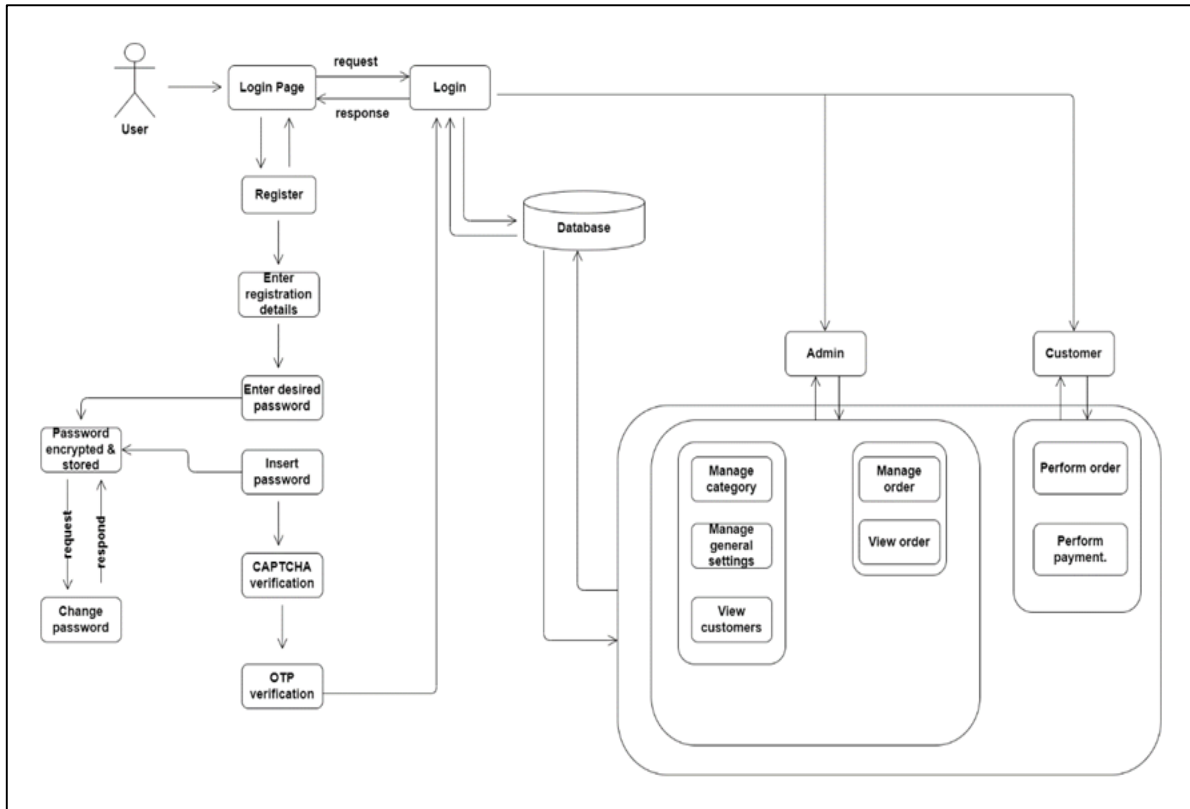 request
Login Page
Login
response
User
Register
Database
Enter
registration
details
Admin
Customer
Enter desired
password
Password
encrypted &
stored
Insert
password
request
respond
Change
password
CAPTCHA
verification
OTP
verification
Manage
category
Manage
general
settings
View
customers
Manage
order
View order
Perform order
Perform
payment.